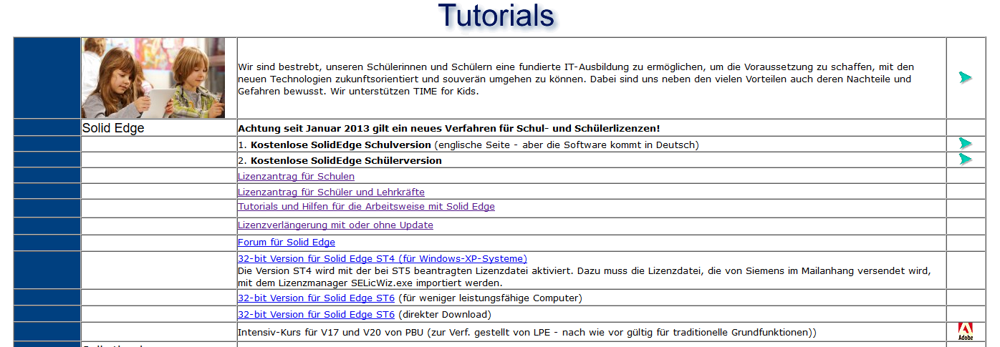 Tutorials
Wir sind bestrebt, unseren Schülerinnen und Schülern eine fundierte IT-Ausbildung zu ermöglichen, um die Voraussetzung zu schaffen, mit den
neuen Technologien zukunftsorientiert und souverän umgehen zu können. Dabei sind uns neben den vielen Vorteilen auch deren Nachteile und
Gefahren bewusst. Wir unterstützen TIME for Kids.
Solid Edge
Achtung seit Januar 2013 gilt ein neues Verfahren für Schul- und Schülerlizenzen!
1. Kostenlose SolidEdge Schulversion (englische Seite - aber die Software kommt in Deutsch)
2. Kostenlose SolidEdge Schülerversion
Lizenzantrag für Schulen
Lizenzantrag für Schüler und Lehrkräfte
Tutorials und Hilfen für die Arbeitsweise mit Solid Edge
Lizenzverlängerung mit oder ohne Update
Forum für Solid Edge
32-bit Version für Solid Edge ST4 (für Windows-XP-Systeme)
Die Version ST4 wird mit der bei ST5 beantragten Lizenzdatei aktiviert. Dazu muss die Lizenzdatei, die von Siemens im Mailanhang versendet wird,
mit dem Lizenzmanager SELicWiz.exe importiert werden.
32-bit Version für Solid Edge ST6 (für weniger leistungsfähige Computer)
32-bit Version für Solid Edge ST6 (direkter Download)
Intensiv-Kurs für V17 und V20 von PBU (zur Verf. gestellt von LPE - nach wie vor gültig für traditionelle Grundfunktionen))
Adobe